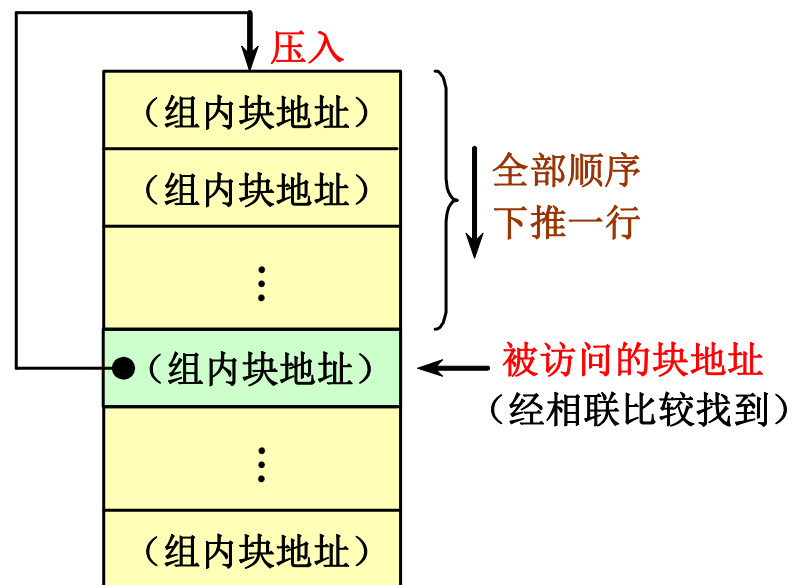 压入
（组内块地址）
（组内块地址）
全部顺序
下推一行
⋮
（组内块地址）
被访问的块地址
（经相联比较找到）
⋮
（组内块地址）